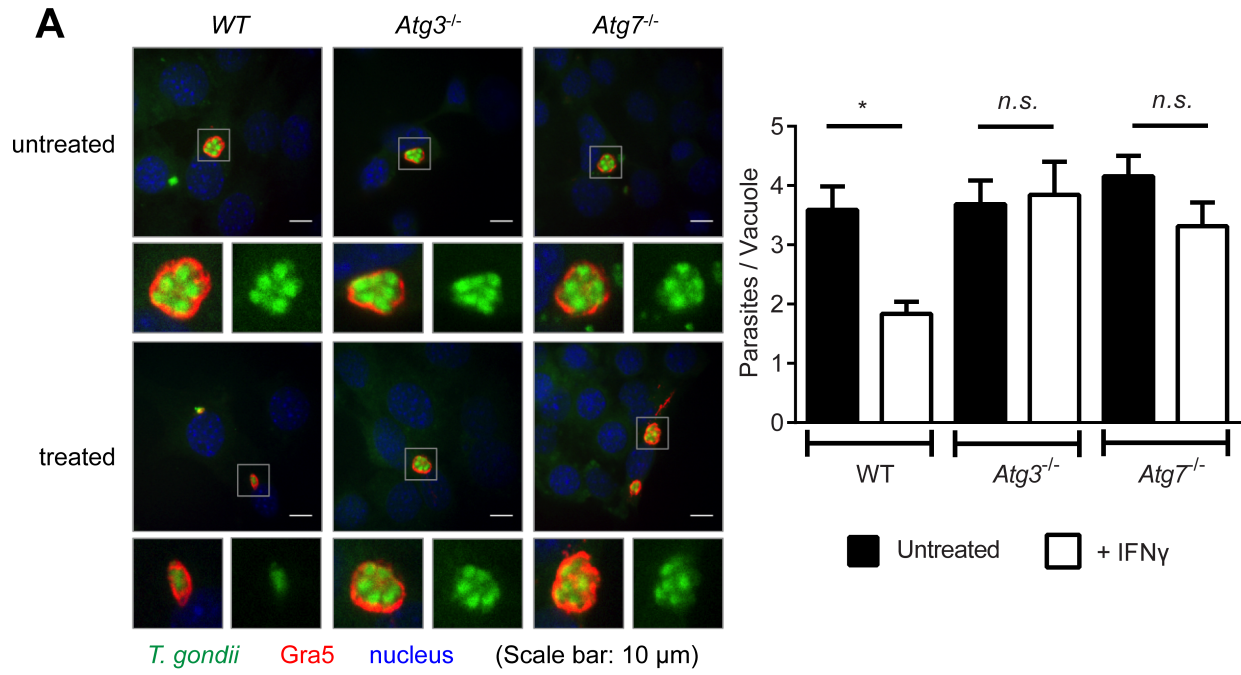 A
WT Atg3-/- Atg7-/-
untreated
treated
T. gondii Gra5 nucleus (Scale bar: 10 µm)
* n.s. n.s.
Parasites / Vacuole
5
4
3
2
1
0
WT Atg3-/- Atg7-/-
Untreated + IFNγ